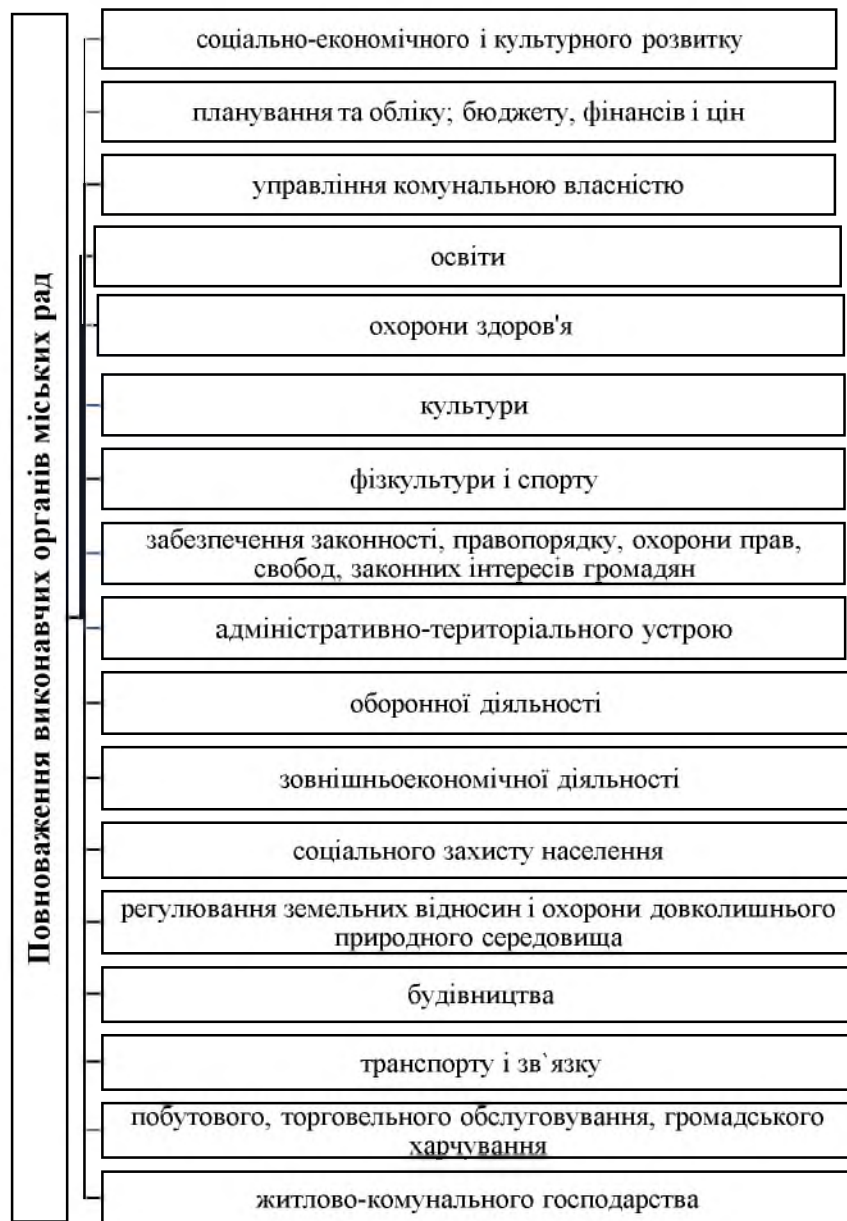 Повноваження виконавчих органів міських рад
соціально-економічного і культурного розвитку
планування та обліку; бюджету, фінансів і цін
управління комунальною власністю
освіти
охорони здоров'я
культури
фізкультури і спорту
забезпечення законності, правопорядку, охорони прав,
свобод, законних інтересів громадян
адміністративно-територіального устрою
оборонної діяльності
зовнішньоекономічної діяльності
соціального захисту населення
регулювання земельних відносин і охорони довколишнього
природного середовища
будівництва
транспорту і зв`язку
побутового, торговельного обслуговування, громадського
харчування
житлово-комунального господарства